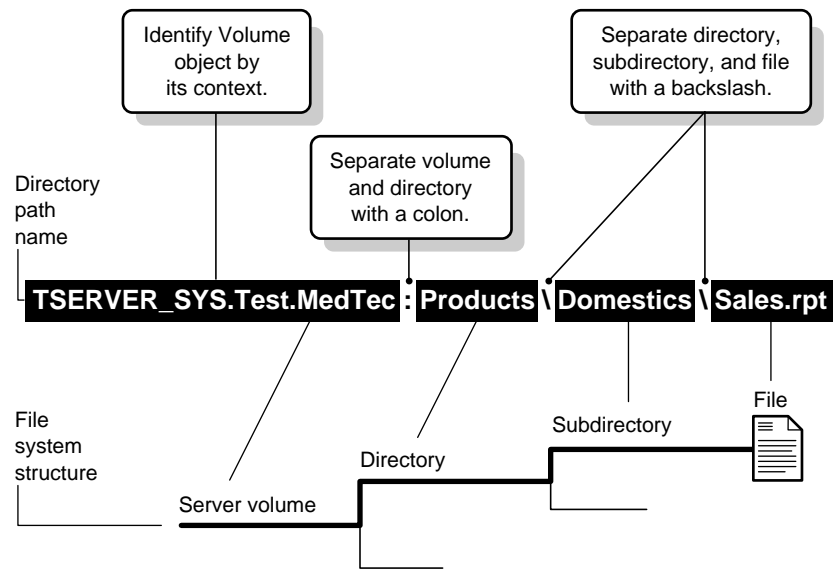 Identify Volume
object by
its context.
Separate directory,
subdirectory, and file
with a backslash.
Separate volume
and directory
with a colon.
Directory
path
name
TSERVER_SYS.Test.MedTec : Products \ Domestics \ Sales.rpt
File
system
structure
Server volume
Directory
Subdirectory
File